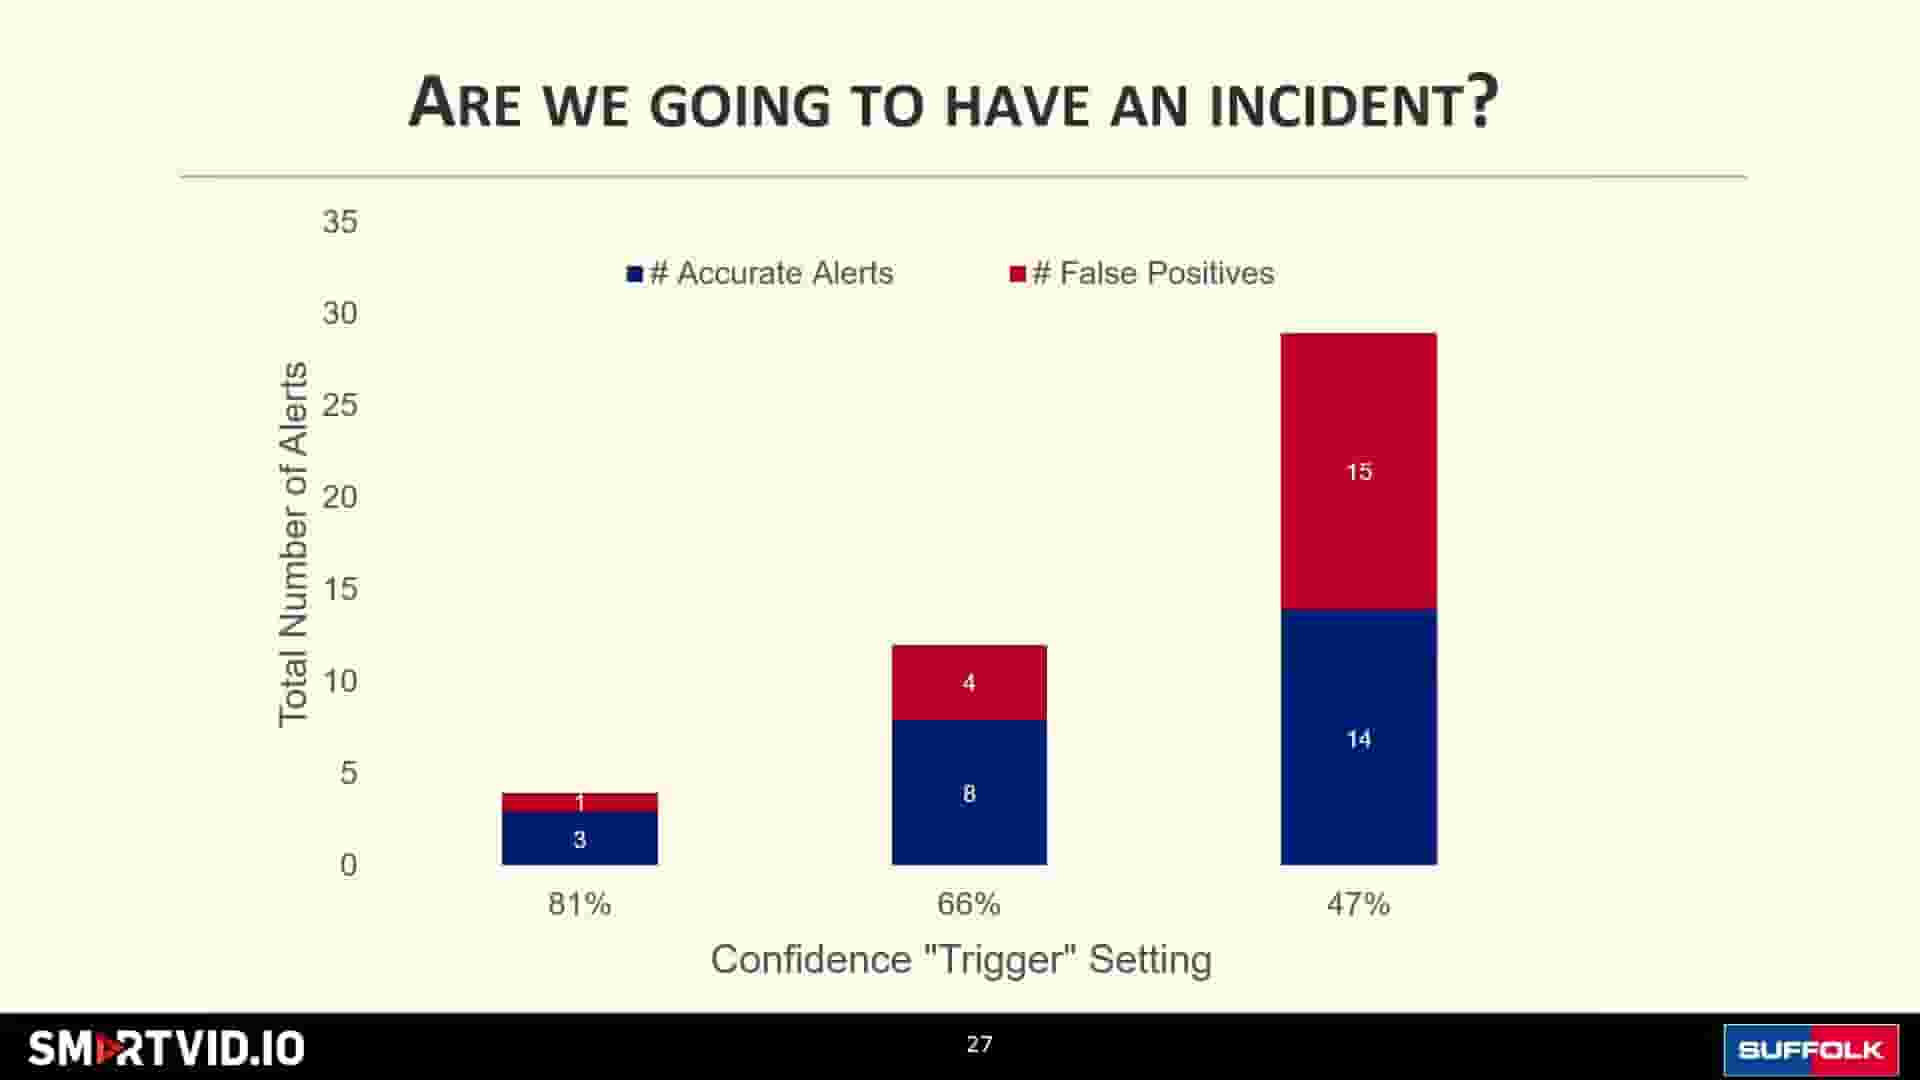 ARE WE GOING TO HAVE AN INCIDENT?
35
# Accurate Alerts
# False Positives
30
25
20
15
10
5
0
Total Number of Alerts
1
3
4
8
15
14
81%
66%
47%
Confidence "Trigger" Setting
SMARTVID.IO
27
SUFFOLK